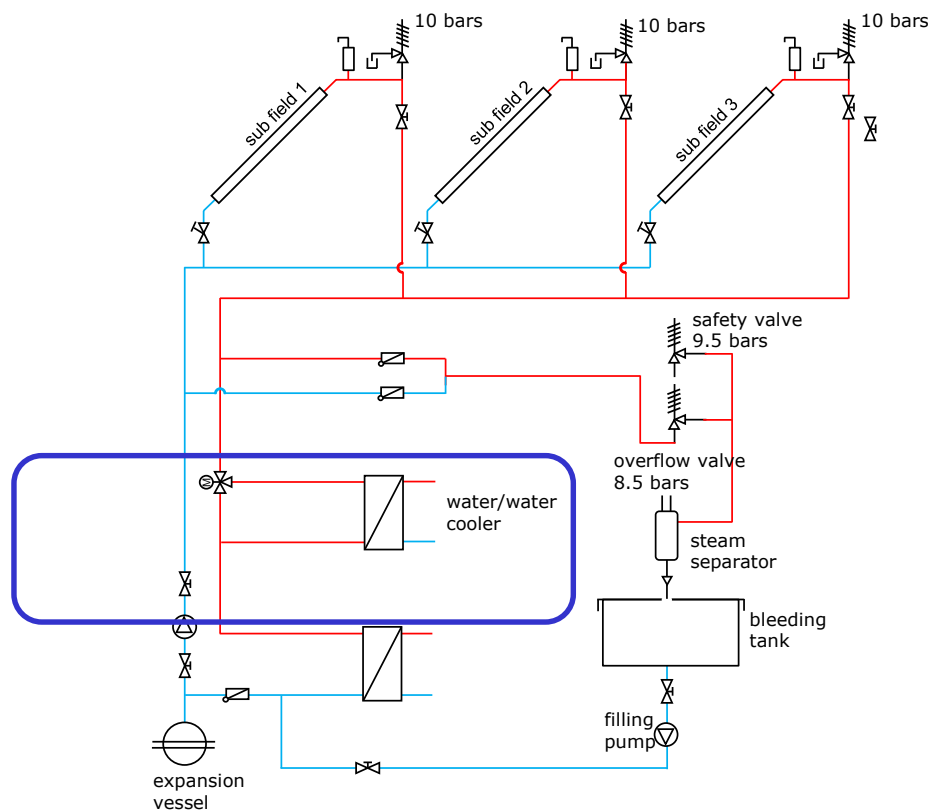 10 bars
10 bars
10 bars
sub field 1
sub field 2
sub field 3
safety valve
9.5 bars
overflow valve
8.5 bars
M
water/water
cooler
steam
separator
bleeding
tank
filling
pump
expansion
vessel